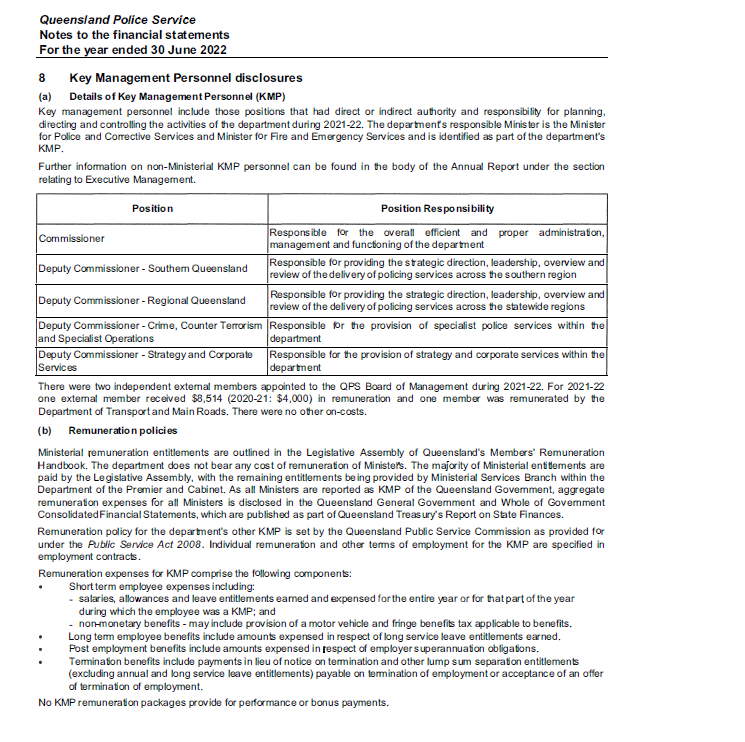 Queensland Police Service
Notes to the financial statements
For the year ended 30 June 2022
8 Key Management Personnel disclosures
(a) Details of Key Management Personnel (KMP)
Key management personnel include those positions that had direct or indirect authority and responsibility for planning,
directing and controlling the activities of the department during 2021-22. The department's responsible Minister is the Minister
for Police and Corrective Services and Minister for Fire and Emergency Services and is identified as part of the department's
KMP.
Further information on non-Ministerial KMP personnel can be found in the body of the Annual Report under the section
relating to Executive Management.
Position Position Responsibility
Commissioner
Responsible for the overall efficient and proper administration,
management and functioning of the department
Deputy Commissioner - Southern Queensland
Responsible for providing the strategic direction, leadership, overview and
review of the delivery of policing services across the southern region
Deputy Commissioner - Regional Queensland
Responsible for providing the strategic direction, leadership, overview and
review of the delivery of policing services across the statewide regions
Deputy Commissioner - Crime, Counter Terrorism
and Specialist Operations
Responsible for the provision of specialist police services within the
department
Deputy Commissioner - Strategy and Corporate
Services
Responsible for the provision of strategy and corporate services within the
department
There were two independent external members appointed to the QPS Board of Management during 2021-22. For 2021-22
one external member received $8,514 (2020-21: $4,000) in remuneration and one member was remunerated by the
Department of Transport and Main Roads. There were no other on-costs.
(b) Remuneration policies
Ministerial remuneration entitlements are outlined in the Legislative Assembly of Queensland's Members' Remuneration
Handbook. The department does not bear any cost of remuneration of Ministers. The majority of Ministerial entitlements are
paid by the Legislative Assembly, with the remaining entitlements being provided by Ministerial Services Branch within the
Department of the Premier and Cabinet. As all Ministers are reported as KMP of the Queensland Government, aggregate
remuneration expenses for all Ministers is disclosed in the Queensland General Government and Whole of Government
Consolidated Financial Statements, which are published as part of Queensland Treasury's Report on State Finances.
Remuneration policy for the department's other KMP is set by the Queensland Public Service Commission as provided for
under the Public Service Act 2008. Individual remuneration and other terms of employment for the KMP are specified in
employment contracts.
Remuneration expenses for KMP comprise the following components:
• Short term employee expenses including:
- salaries, allowances and leave entitlements earned and expensed for the entire year or for that part of the year
during which the employee was a KMP; and
- non-monetary benefits - may include provision of a motor vehicle and fringe benefits tax applicable to benefits.
• Long term employee benefits include amounts expensed in respect of long service leave entitlements earned.
• Post employment benefits include amounts expensed in respect of employer superannuation obligations.
• Termination benefits include payments in lieu of notice on termination and other lump sum separation entitlements
(excluding annual and long service leave entitlements) payable on termination of employment or acceptance of an offer
of termination of employment.
No KMP remuneration packages provide for performance or bonus payments.